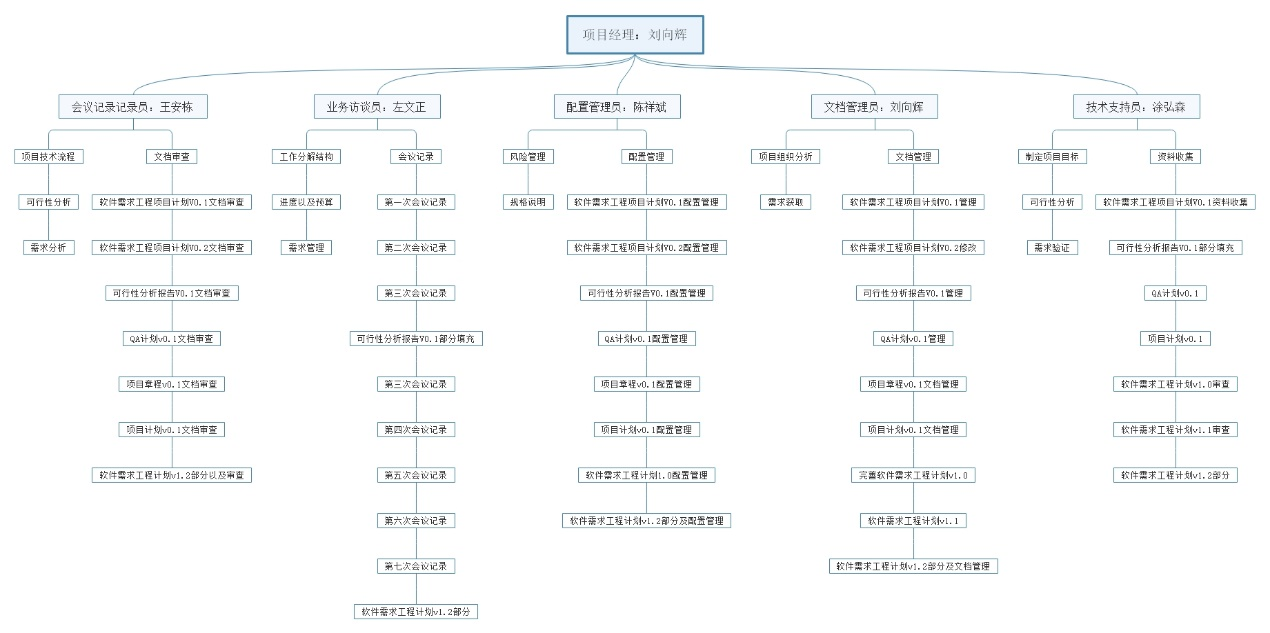 项目经理：刘向辉
会议记录记录员：王安栋
业务访谈员：左文正
配置管理员：陈祥斌
文档管理员：刘向辉
技术支持员：涂弘森
项目技术流程
文档审查
工作分解结构
会议记录
风险管理
配置管理
项目组织分析
文档管理
制定项目目标
资料收集
可行性分析
软件需求工程项目计划V0.1文档审查
进度以及预算
第一次会议记录
规格说明
软件需求工程项目计划V0.1配置管理
需求获取
软件需求工程项目计划V0.1管理
可行性分析
软件需求工程项目计划V0.1资料收集
需求分析
软件需求工程项目计划V0.2文档审查
需求管理
第二次会议记录
软件需求工程项目计划V0.2配置管理
软件需求工程项目计划V0.2修改
需求验证
可行性分析报告V0.1部分填充
可行性分析报告V0.1文档审查
第三次会议记录
可行性分析报告V0.1配置管理
可行性分析报告V0.1管理
QA计划v0.1
QA计划v0.1文档审查
可行性分析报告V0.1部分填充
QA计划v0.1配置管理
QA计划v0.1管理
项目计划v0.1
项目章程v0.1文档审查
第三次会议记录
项目章程v0.1配置管理
项目章程v0.1文档管理
软件需求工程计划v1.0审查
项目计划v0.1文档审查
第四次会议记录
项目计划v0.1配置管理
项目计划v0.1文档管理
软件需求工程计划v1.1审查
软件需求工程计划v1.2部分以及审查
第五次会议记录
软件需求工程计划1.0配置管理
完善软件需求工程计划v1.0
软件需求工程计划v1.2部分
第六次会议记录
软件需求工程计划v1.2部分及配置管理
软件需求工程计划v1.1
第七次会议记录
软件需求工程计划v1.2部分及文档管理
软件需求工程计划v1.2部分